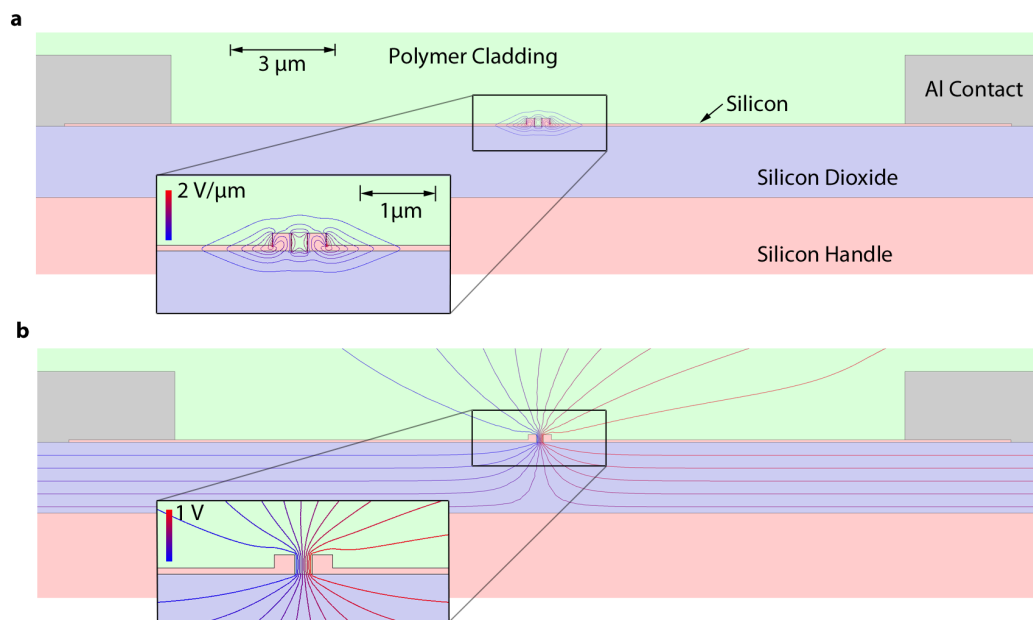 a
Polymer Cladding
3 μm
Al Contact
Silicon
2 V/μm
1μm
Silicon Dioxide
Silicon Handle
b
1 V